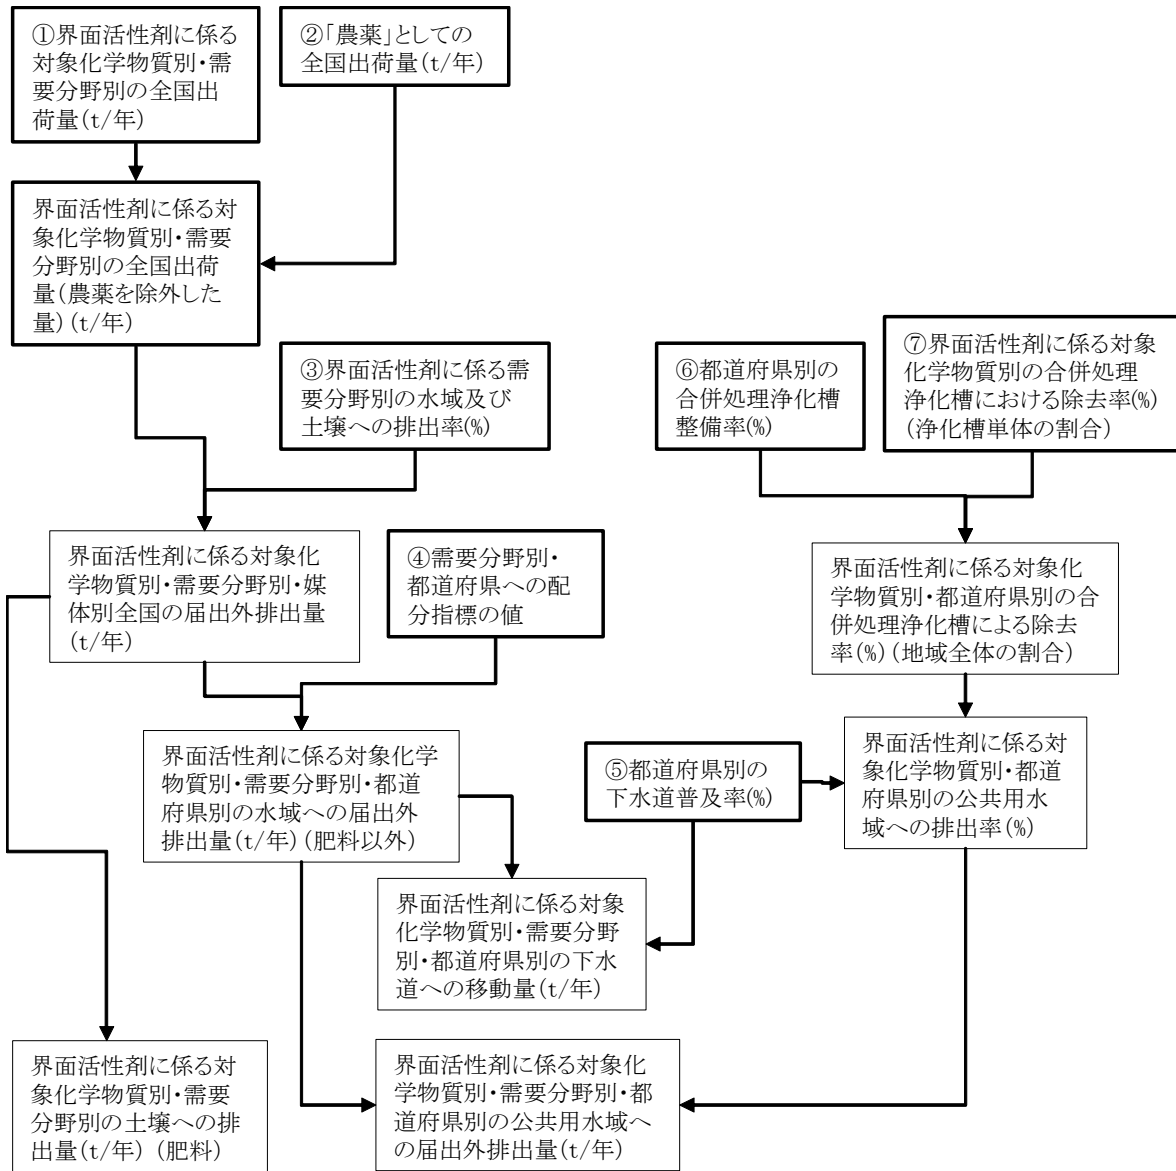 ①界面活性剤に係る
対象化学物質別・需
要分野別の全国出
荷量(t/年)
②「農薬」としての
全国出荷量(t/年)
界面活性剤に係る対
象化学物質別・需要
分野別の全国出荷
量(農薬を除外した
量)(t/年)
③界面活性剤に係る需
要分野別の水域及び
土壌への排出率(%)
⑥都道府県別の
合併処理浄化槽
整備率(%)
⑦界面活性剤に係る対象
化学物質別の合併処理
浄化槽における除去率(%)
(浄化槽単体の割合)
界面活性剤に係る対象化
学物質別・需要分野別・媒
体別全国の届出外排出量
(t/年)
④需要分野別・
都道府県への配
分指標の値
界面活性剤に係る対象化
学物質別・都道府県別の合
併処理浄化槽による除去
率(%)(地域全体の割合)
界面活性剤に係る対象化学
物質別・需要分野別・都道
府県別の水域への届出外
排出量(t/年)(肥料以外)
⑤都道府県別の
下水道普及率(%)
界面活性剤に係る対
象化学物質別・都道
府県別の公共用水
域への排出率(%)
界面活性剤に係る対象
化学物質別・需要分野
別・都道府県別の下水
道への移動量(t/年)
界面活性剤に係る対
象化学物質別・需要
分野別の土壌への排
出量(t/年) (肥料)
界面活性剤に係る対象化
学物質別・需要分野別・都
道府県別の公共用水域へ
の届出外排出量(t/年)